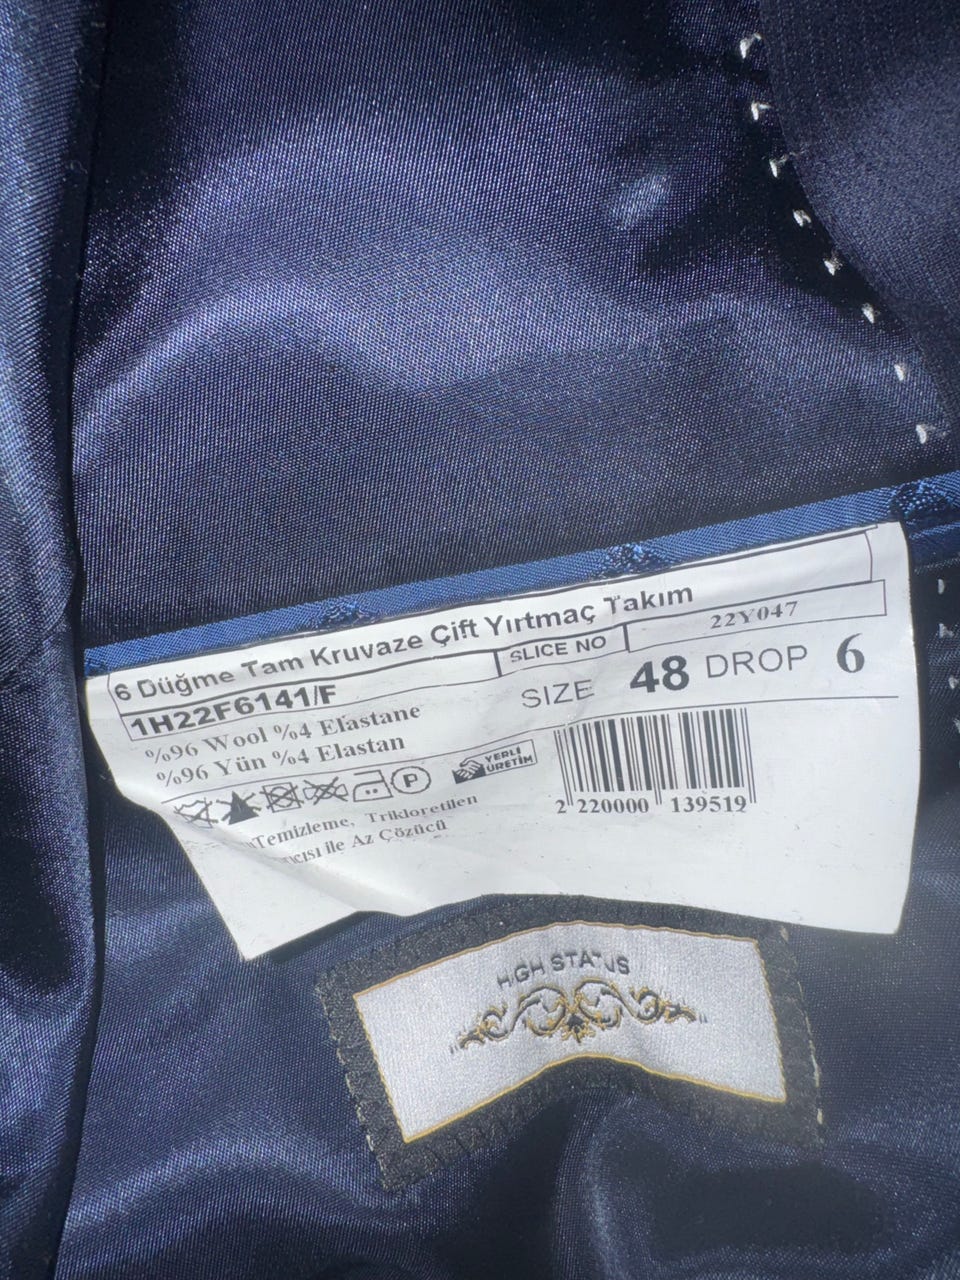 6 Düğme Tam Kruvaze Çift Yırtmaç Takım
1H22F6141/F SLICE NO 22Y047
%96 Wool %4 Elastane
%96 Yün %4 Elastan
SIZE 48 DROP 6
P
YERLİ
ÜRETİM
2 220000 139519
Temizleme, Trikloretilen
ile Az Çözücü
HIGH STATUS